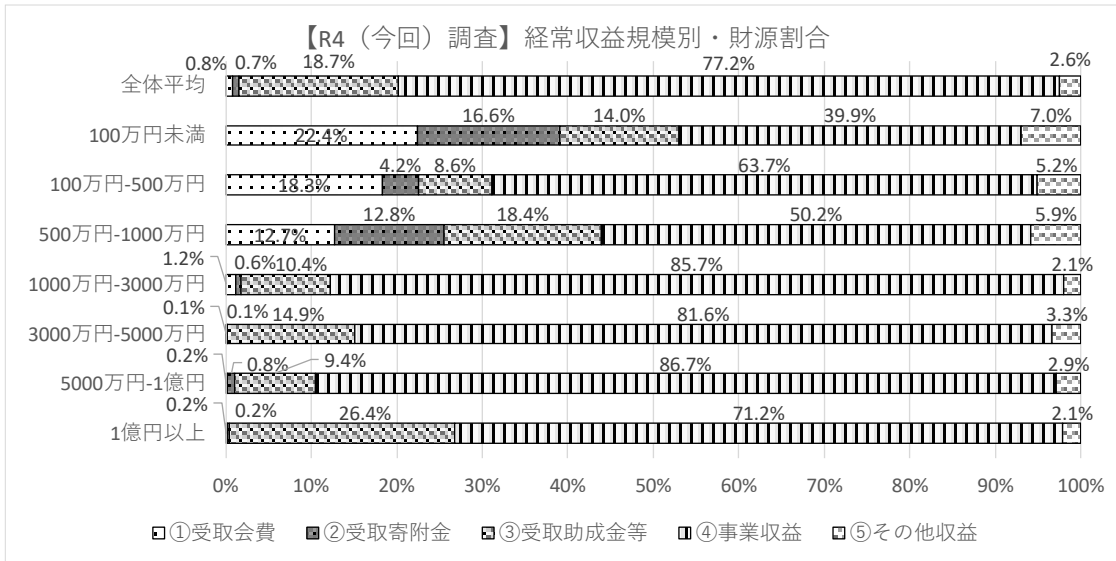 【R4（今回）調査】経常収益規模別・財源割合
全体平均 0.8% 0.7% 18.7% 77.2% 2.6%
100万円未満 22.4% 16.6% 14.0% 39.9% 7.0%
100万円-500万円 18.3% 4.2% 8.6% 63.7% 5.2%
500万円-1000万円 12.7% 12.8% 18.4% 50.2% 5.9%
1000万円-3000万円 1.2% 0.6% 10.4% 85.7% 2.1%
3000万円-5000万円 0.1% 0.1% 14.9% 81.6% 3.3%
5000万円-1億円 0.2% 0.8% 9.4% 86.7% 2.9%
1億円以上 0.2% 0.2% 26.4% 71.2% 2.1%
0% 10% 20% 30% 40% 50% 60% 70% 80% 90% 100%
①受取会費 ②受取寄附金 ③受取助成金等 ④事業収益 ⑤その他収益